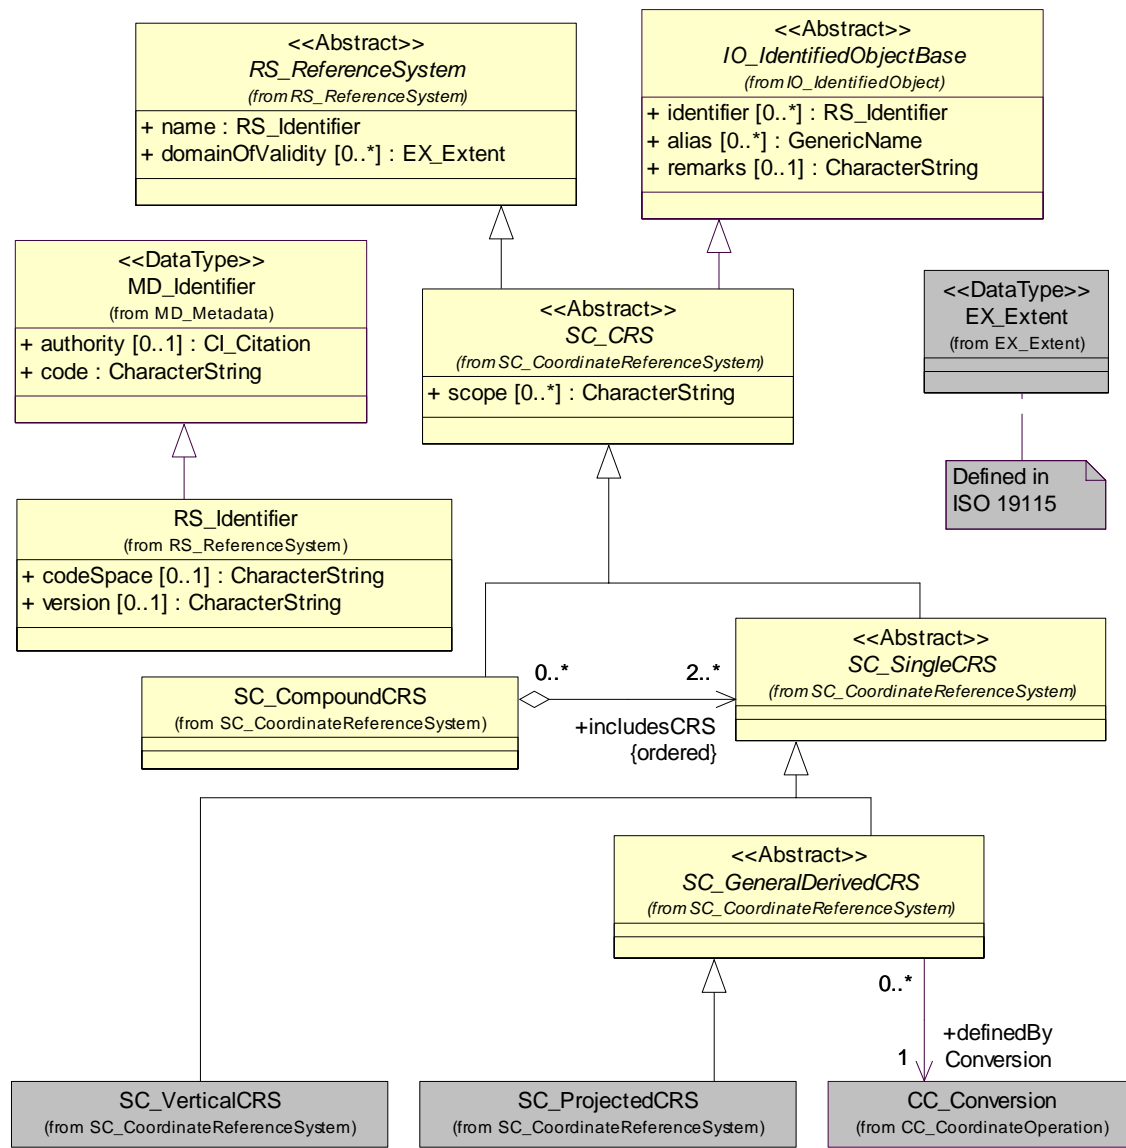 <<Abstract>>
RS_ReferenceSystem
(from RS_ReferenceSystem)
+ name : RS_Identifier
+ domainOfValidity [0..*] : EX_Extent
<<Abstract>>
IO_IdentifiedObjectBase
(from IO_IdentifiedObject)
+ identifier [0..*] : RS_Identifier
+ alias [0..*] : GenericName
+ remarks [0..1] : CharacterString
<<DataType>>
MD_Identifier
(from MD_Metadata)
+ authority [0..1] : CI_Citation
+ code : CharacterString
<<Abstract>>
SC_CRS
(from SC_CoordinateReferenceSystem)
+ scope [0..*] : CharacterString
<<DataType>>
EX_Extent
(from EX_Extent)
Defined in
ISO 19115
RS_Identifier
(from RS_ReferenceSystem)
+ codeSpace [0..1] : CharacterString
+ version [0..1] : CharacterString
SC_CompoundCRS
(from SC_CoordinateReferenceSystem)
0..*
2..*
+includesCRS
{ordered}
<<Abstract>>
SC_SingleCRS
(from SC_CoordinateReferenceSystem)
<<Abstract>>
SC_GeneralDerivedCRS
(from SC_CoordinateReferenceSystem)
0..*
+definedBy
Conversion
1
SC_VerticalCRS
(from SC_CoordinateReferenceSystem)
SC_ProjectedCRS
(from SC_CoordinateReferenceSystem)
CC_Conversion
(from CC_CoordinateOperation)